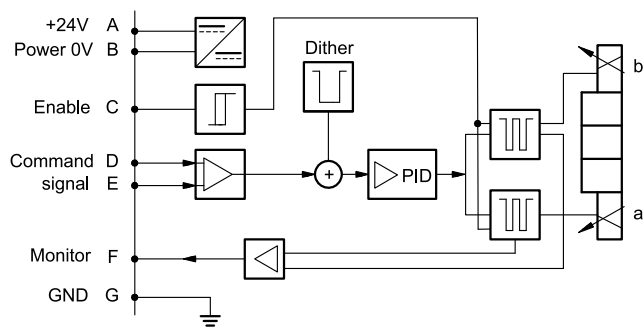 +24V A
Power 0V B
Dither
b
Enable C
Command D
signal E
+
PID
a
Monitor F
GND G